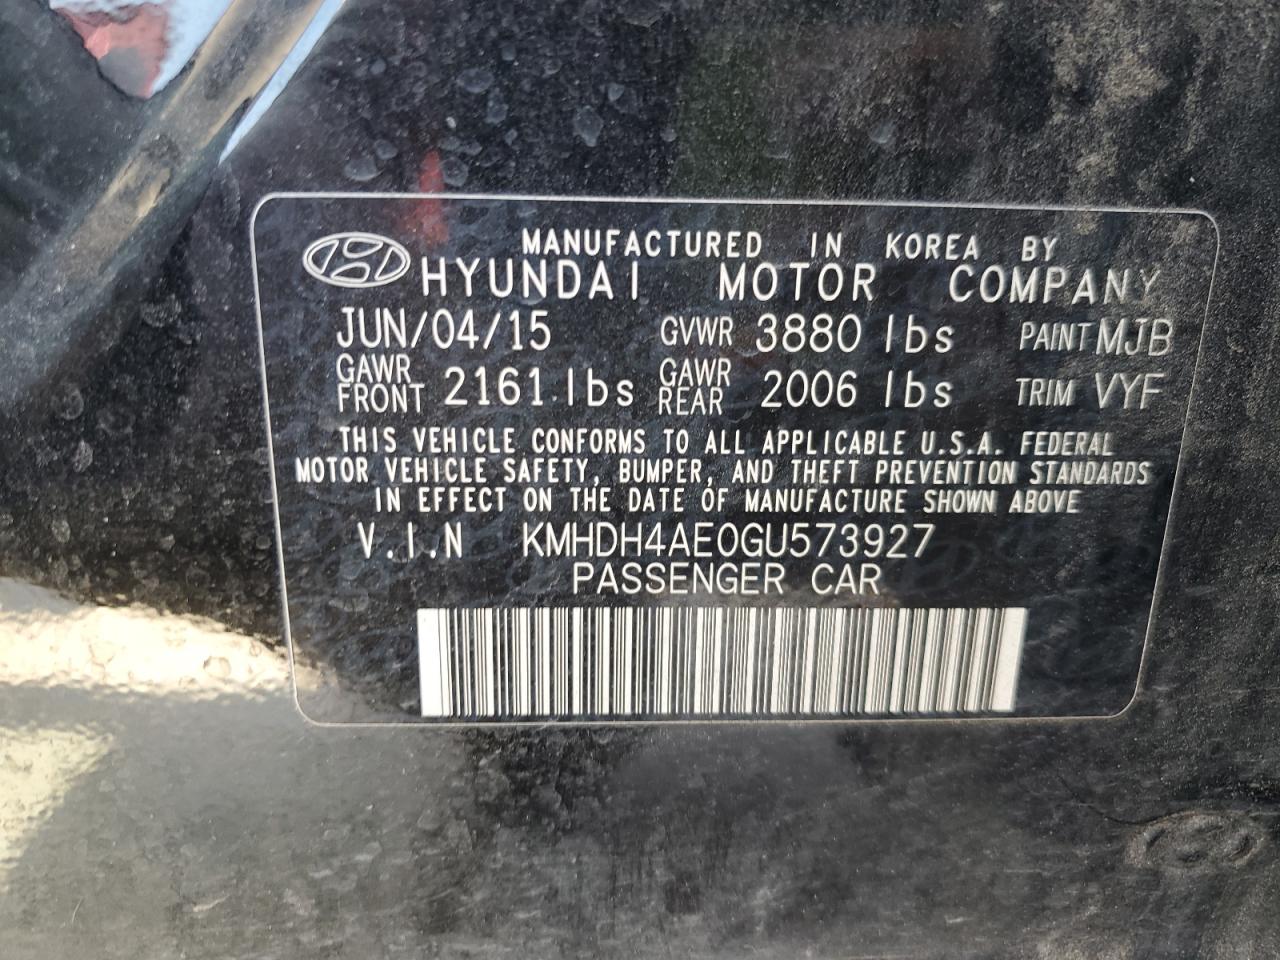 MANUFACTURED IN KOREA BY
HYUNDAI MOTOR COMPANY
JUN/04/15 GVWR 3880 lbs PAINT MJB
GAWR FRONT 2161 lbs GAWR REAR 2006 lbs TRIM VYF
THIS VEHICLE CONFORMS TO ALL APPLICABLE U.S.A. FEDERAL
MOTOR VEHICLE SAFETY, BUMPER, AND THEFT PREVENTION STANDARDS
IN EFFECT ON THE DATE OF MANUFACTURE SHOWN ABOVE
V.I.N KMHDH4AE0GU573927
PASSENGER CAR